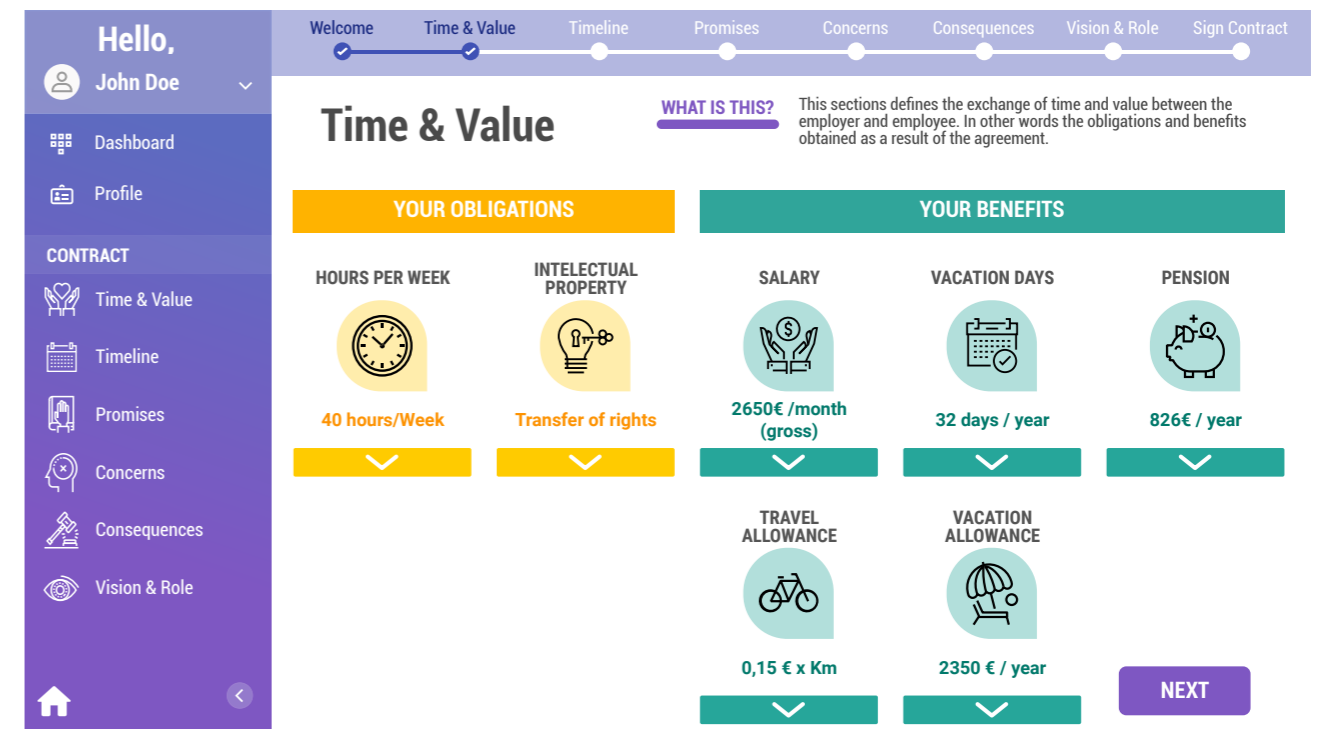 Hello,
John Doe
Dashboard
Profile
CONTRACT
Time & Value
Timeline
Promises
Concerns
Consequences
Vision & Role
Welcome
Time & Value
Timeline
Promises
Concerns
Consequences
Vision & Role
Sign Contract
Time & Value
WHAT IS THIS?
This sections defines the exchange of time and value between the
employer and employee. In other words the obligations and benefits
obtained as a result of the agreement.
YOUR OBLIGATIONS
HOURS PER WEEK
40 hours/Week
INTELECTUAL
PROPERTY
Transfer of rights
YOUR BENEFITS
SALARY
$
2650€ /month
(gross)
VACATION DAYS
32 days / year
PENSION
826€ / year
TRAVEL
ALLOWANCE
0,15 € x Km
VACATION
ALLOWANCE
2350 € / year
NEXT